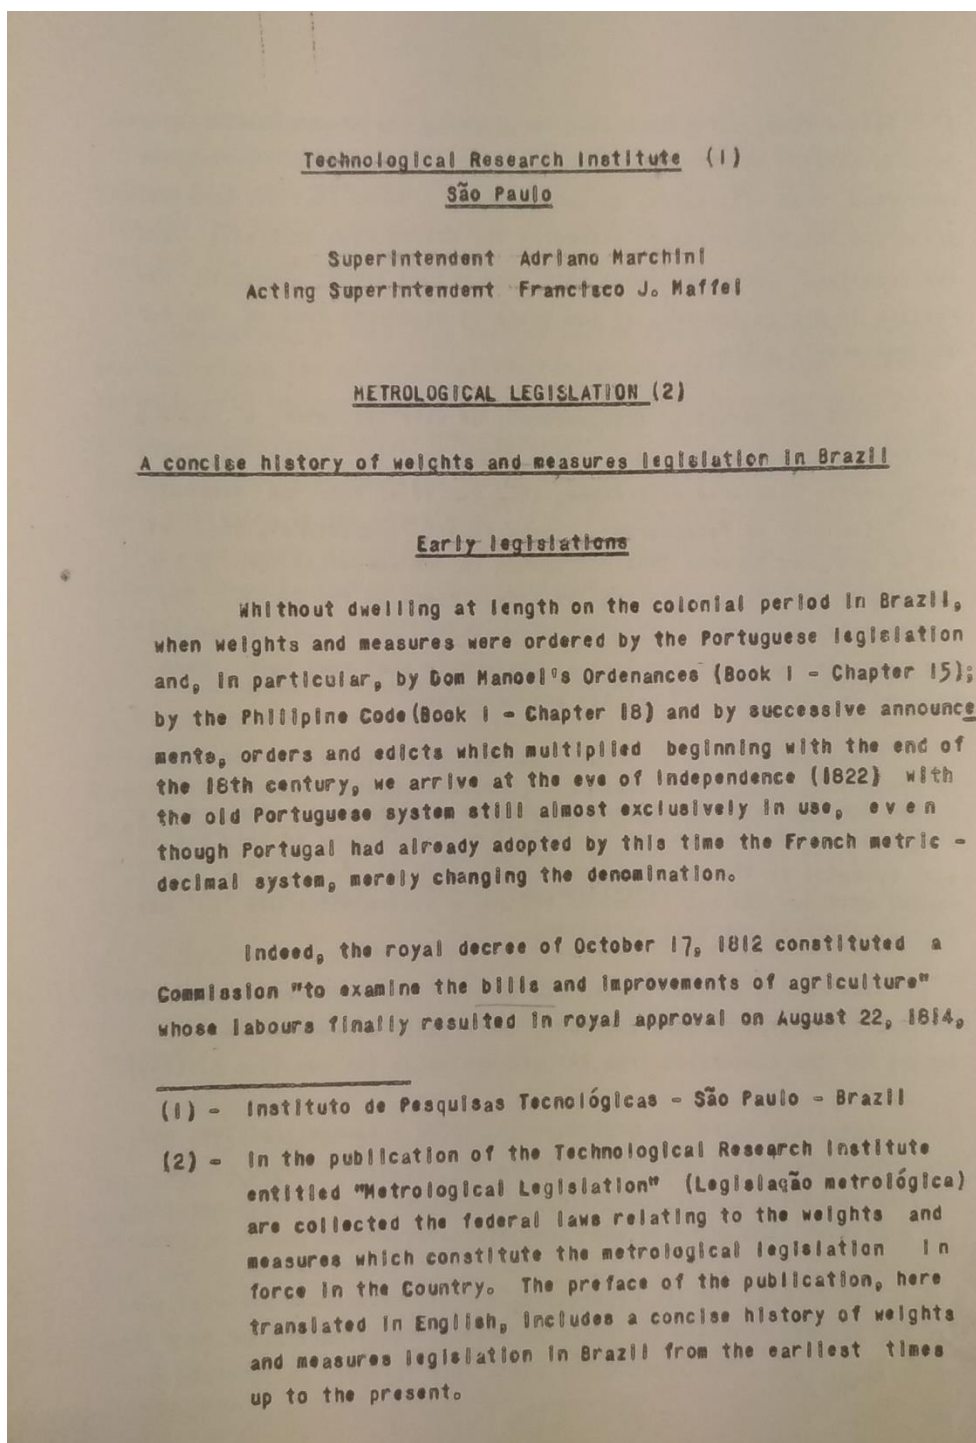 Technological Research Institute (1)
São Paulo
Superintendent Adriano Marchini
Acting Superintendent Francisco J. Maffei
METROLOGICAL LEGISLATION (2)
A concise history of weights and measures legislation in Brazil
Early legislations
Whithout dwelling at length on the colonial period in Brazil,
when weights and measures were ordered by the Portuguese legislation
and, in particular, by Dom Manoel's Ordenances (Book I - Chapter 15);
by the Philipine Code (Book I - Chapter 18) and by successive announce
ments, orders and edicts which multiplied beginning with the end of
the 18th century, we arrive at the eve of Independence (1822) with
the old Portuguese system still almost exclusively in use, even
though Portugal had already adopted by this time the French metric -
decimal system, merely changing the denomination.
Indeed, the royal decree of October 17, 1812 constituted a
Commission "to examine the bills and improvements of agriculture"
whose labours finally resulted in royal approval on August 22, 1814,
(1) - Instituto de Pesquisas Tecnológicas - São Paulo - Brazil
(2) - In the publication of the Technological Research Institute
entitled "Metrological Legislation" (Legislação metrológica)
are collected the federal laws relating to the weights and
measures which constitute the metrological legislation in
force in the Country. The preface of the publication, here
translated in English, includes a concise history of weights
and measures legislation in Brazil from the earliest times
up to the present.